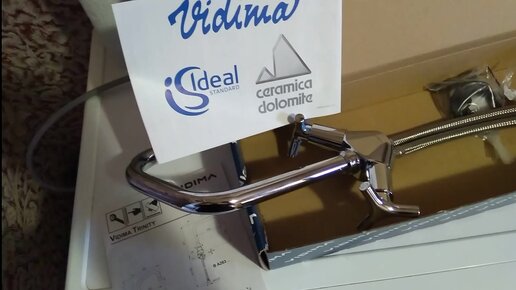 Vidima
Ideal
STANDARD
ceramica
dolomite
VIDIMA
VIDIMA TRINITY